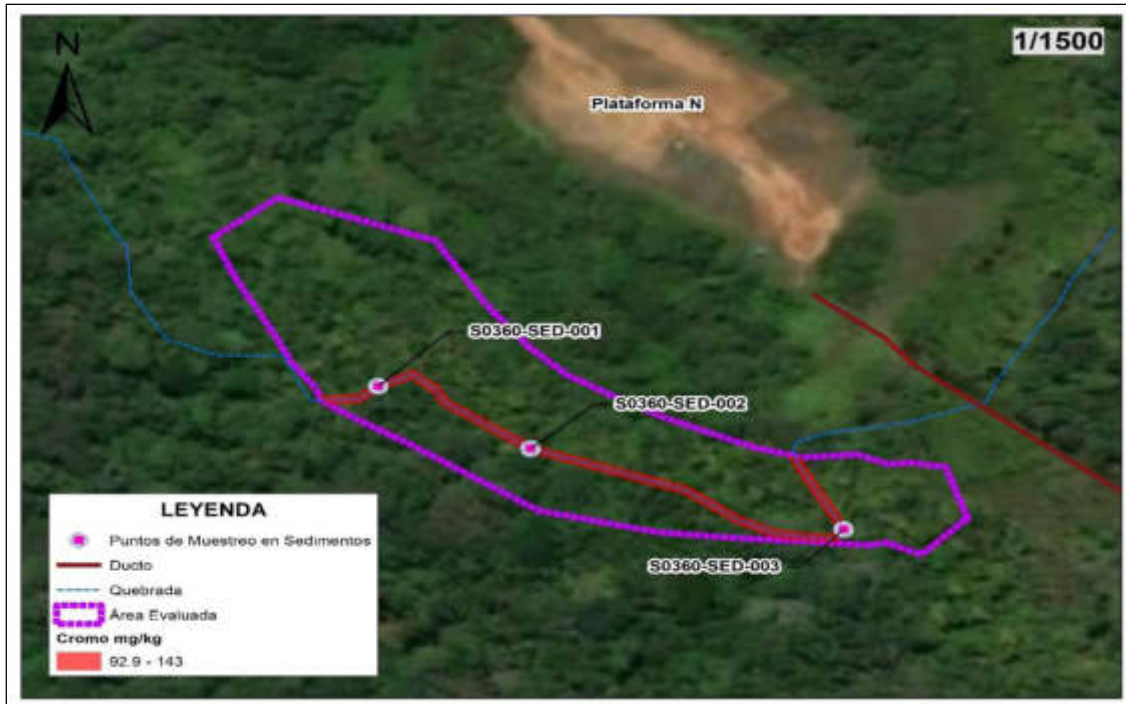 1/1500
N
Plataforma N
S0360-SED-001
S0360-SED-002
S0360-SED-003
LEYENDA
Puntos de Muestreo en Sedimentos
Ducto
Quebrada
Área Evaluada
Cromo mg/kg
92.9 - 143